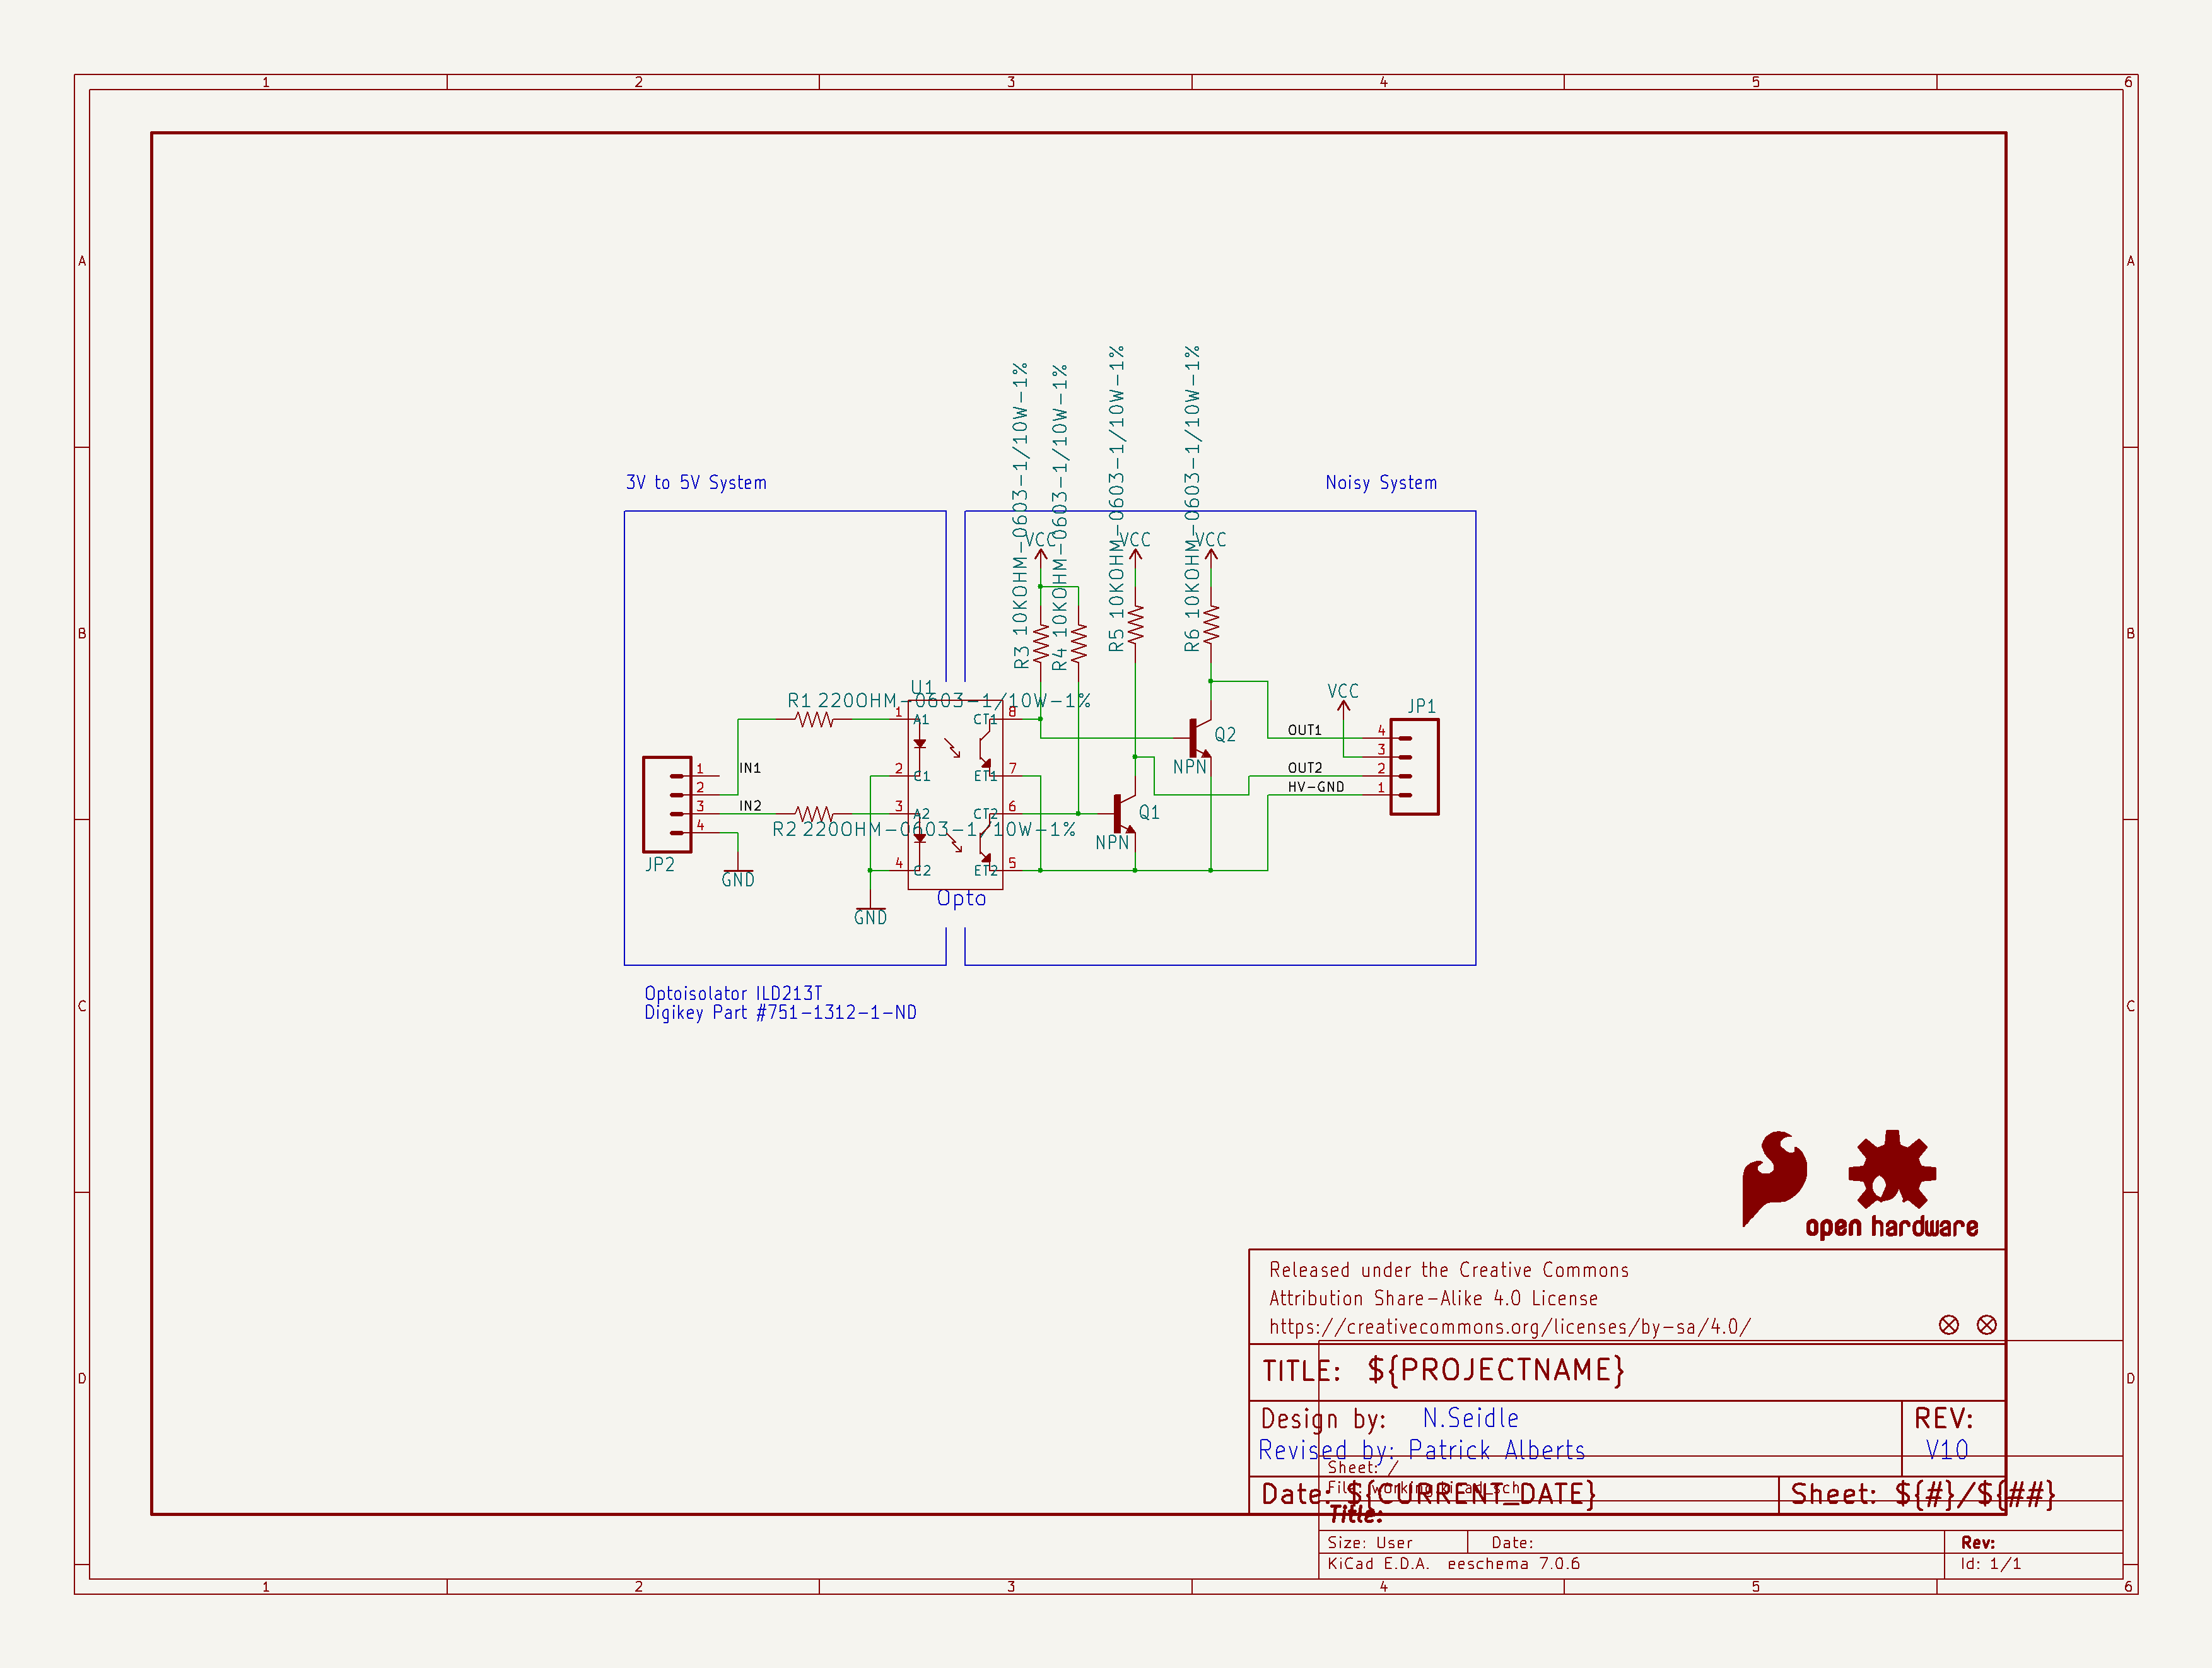 1 2 3 4 5 6
A A
B B
C C
D D
3V to 5V System
Noisy System
R3 10KOHM-0603-1/10W-1%
R4 10KOHM-0603-1/10W-1%
R5 10KOHM-0603-1/10W-1%
R6 10KOHM-0603-1/10W-1%
VCC VCC VCC
U1
R1 220OHM-0603-1/10W-1%
VCC
JP1
1 A1 CT1 8
OUT1 4
Q2
3
NPN
1 IN1
2 C1 ET1 7
OUT2 2
2
HV-GND 1
3 IN2
3 A2 CT2 6
Q1
4
R2 220OHM-0603-1/10W-1%
NPN
JP2
4 C2 ET2 5
GND
Opto
GND
Optoisolator ILD213T
Digikey Part #751-1312-1-ND
open hardware
Released under the Creative Commons
Attribution Share-Alike 4.0 License
https://creativecommons.org/licenses/by-sa/4.0/
TITLE: ${PROJECTNAME}
Design by: N.Seidle
REV:
Revised by: Patrick Alberts
V10
Sheet: /
File: working.kicad_sch
Date: ${CURRENT_DATE}
Sheet: ${#}/${##}
Title:
Size: User Date: Rev:
KiCad E.D.A. eeschema 7.0.6 Id: 1/1
1 2 3 4 5 6